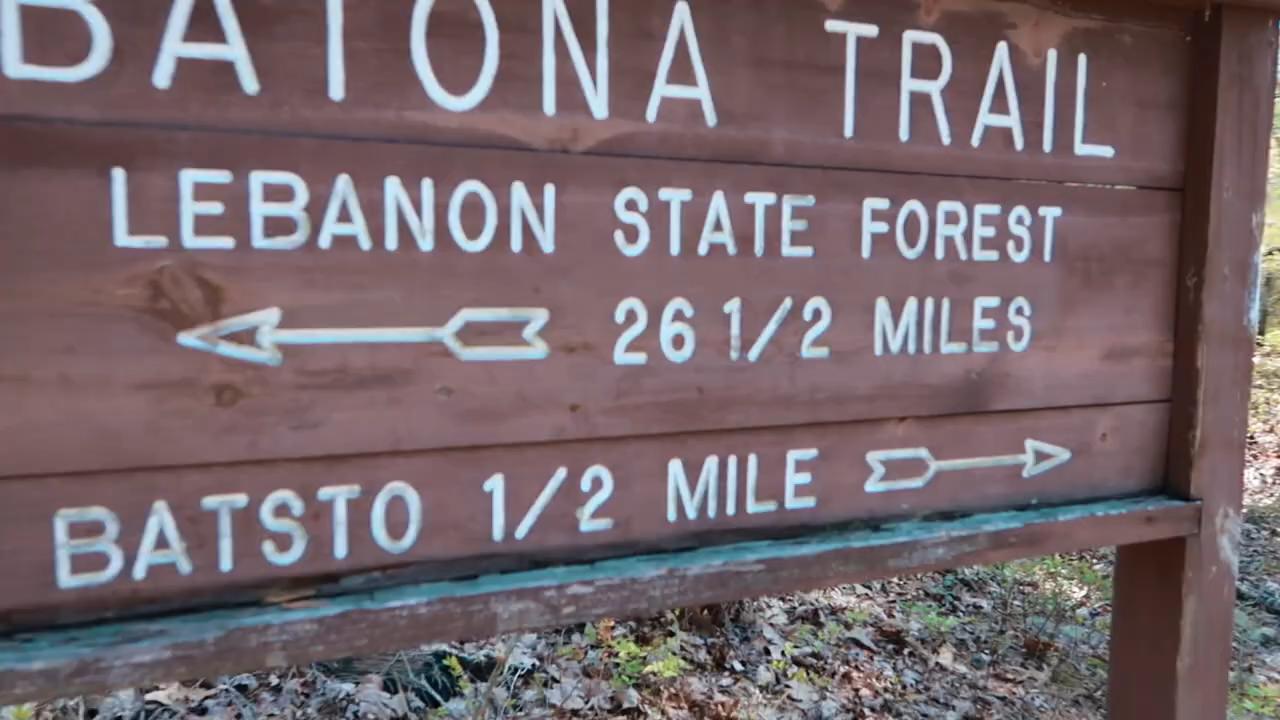 BATONA TRAIL
LEBANON STATE FOREST
26 1/2 MILES
BATSTO 1/2 MILE